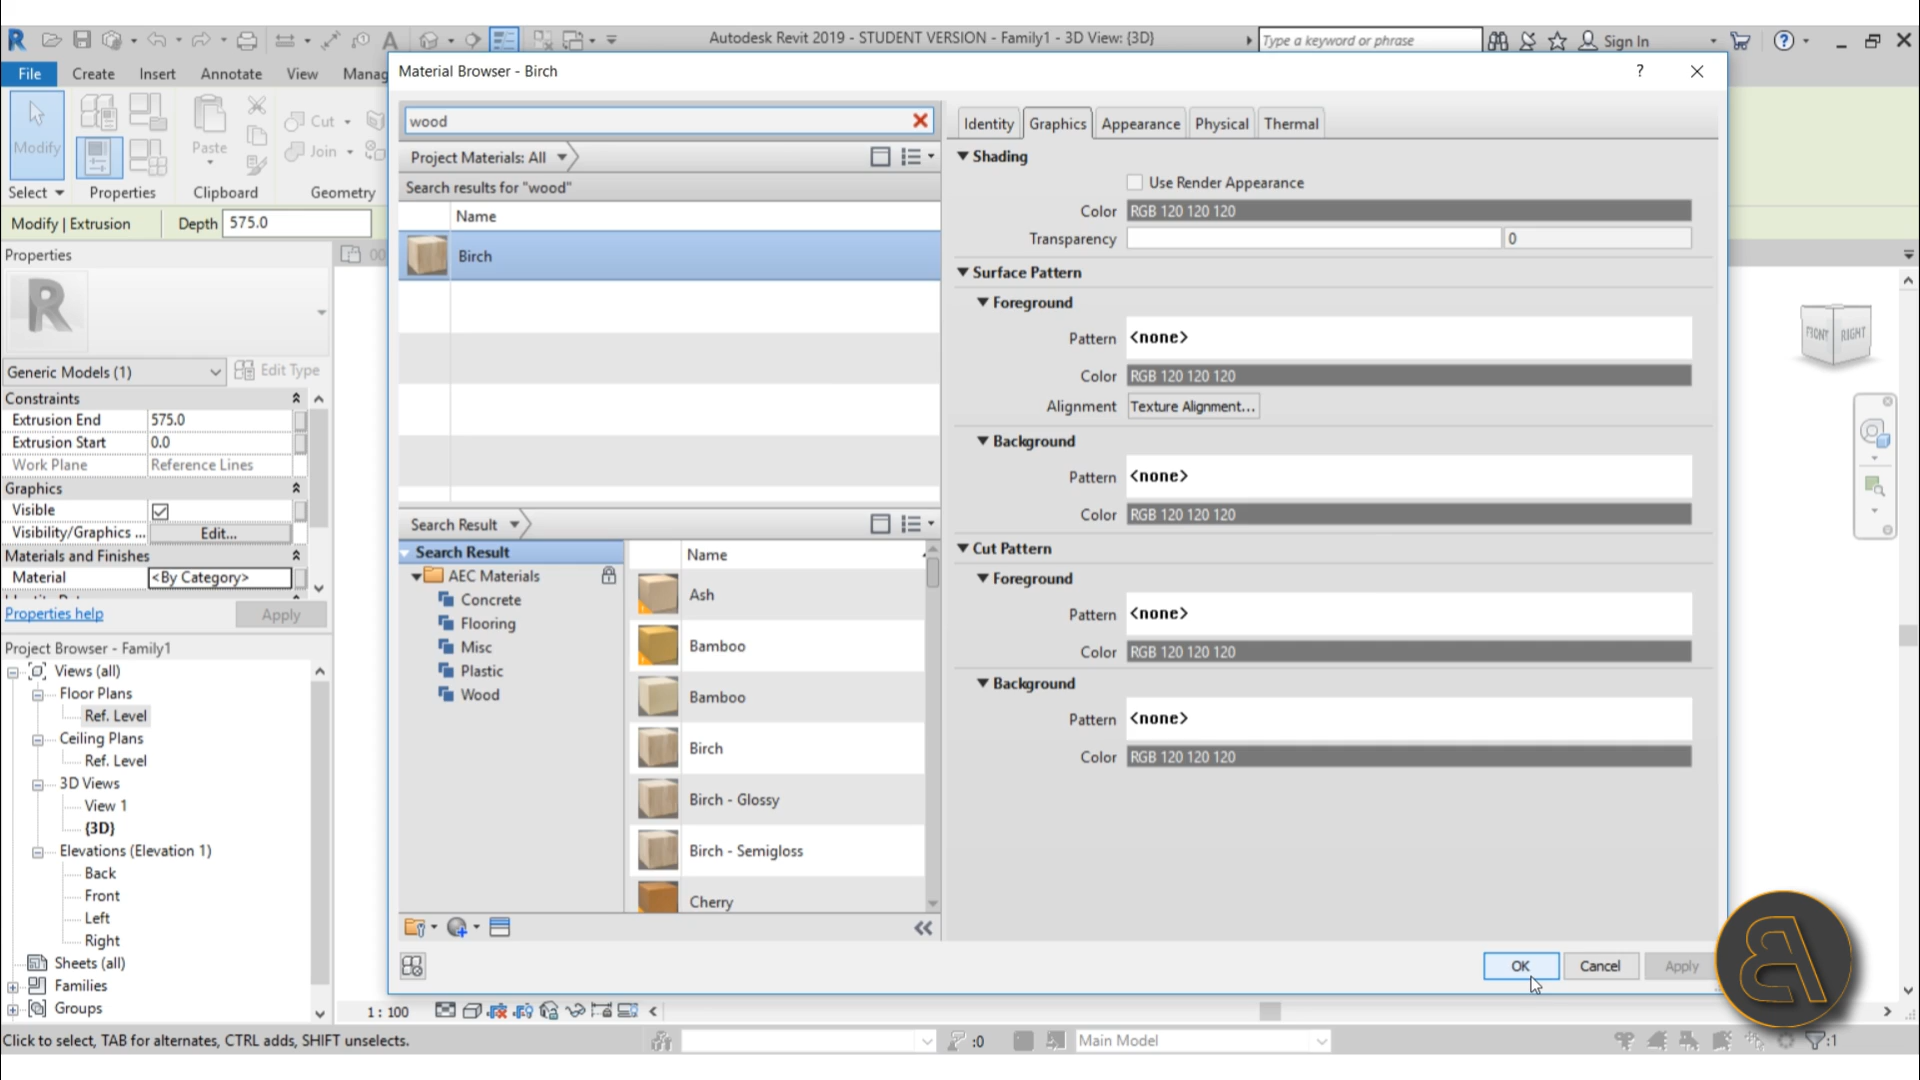 Autodesk Revit 2019 - STUDENT VERSION - Family1 - 3D View: {3D}
Type a keyword or phrase
Sign In
File
Create
Insert
Annotate
View
Manag
Modify
Cut
Join
Paste
Select
Properties
Clipboard
Geometry
Modify | Extrusion
Depth
575.0
Properties
Generic Models (1)
Edit Type
Constraints
Extrusion End 575.0
Extrusion Start 0.0
Work Plane Reference Lines
Graphics
Visible
Visibility/Graphics ... Edit...
Materials and Finishes
Material <By Category>
Properties help
Apply
Project Browser - Family1
Views (all)
Floor Plans
Ref. Level
Ceiling Plans
Ref. Level
3D Views
View 1
{3D}
Elevations (Elevation 1)
Back
Front
Left
Right
Sheets (all)
Families
Groups
Material Browser - Birch
wood
Project Materials: All
Search results for "wood"
Name
Birch
Search Result
Search Result
AEC Materials
Concrete
Flooring
Misc
Plastic
Wood
Name
Ash
Bamboo
Bamboo
Birch
Birch - Glossy
Birch - Semigloss
Cherry
Identity
Graphics
Appearance
Physical
Thermal
Shading
Use Render Appearance
Color RGB 120 120 120
Transparency 0
Surface Pattern
Foreground
Pattern <none>
Color RGB 120 120 120
Alignment Texture Alignment...
Background
Pattern <none>
Color RGB 120 120 120
Cut Pattern
Foreground
Pattern <none>
Color RGB 120 120 120
Background
Pattern <none>
Color RGB 120 120 120
OK
Cancel
Apply
FRONT
RIGHT
1 : 100
Click to select, TAB for alternates, CTRL adds, SHIFT unselects.
:0
Main Model
:1